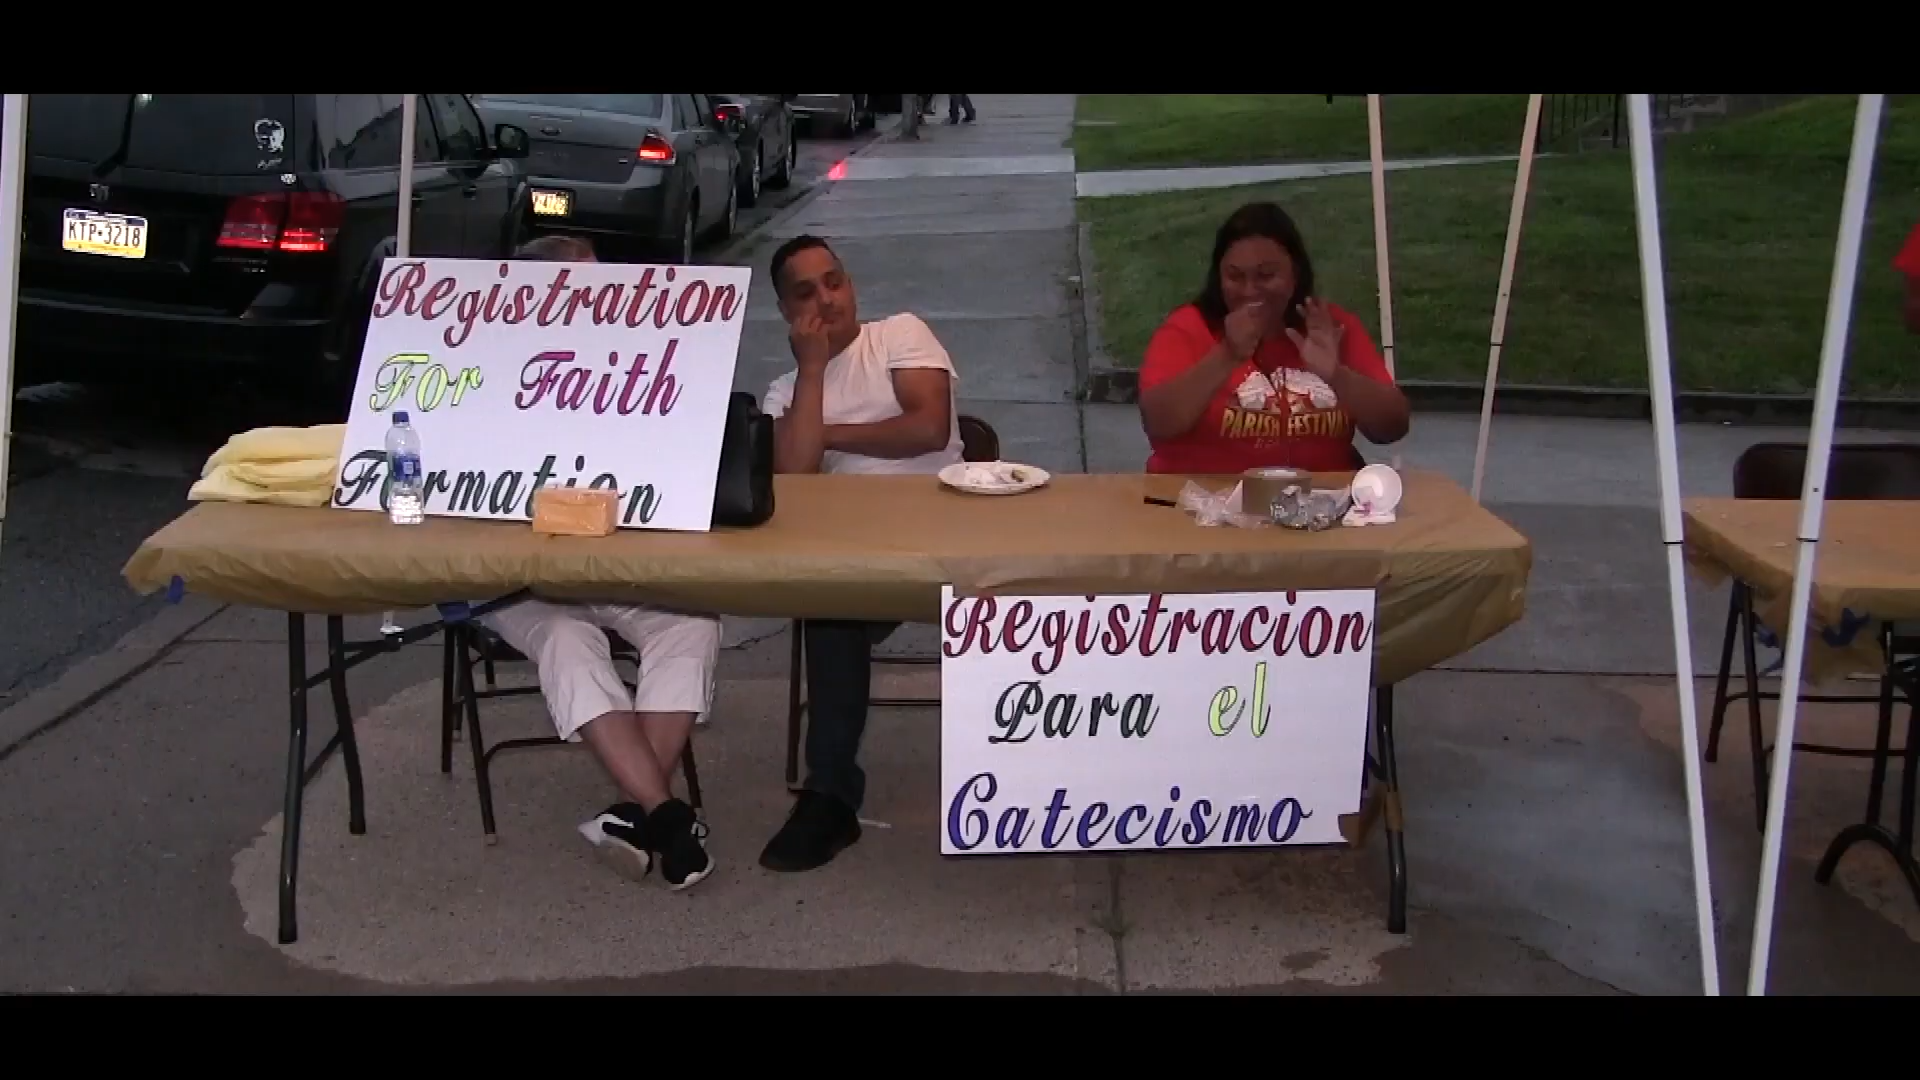 KTP-3218
Registration
For Faith
Formation
PARISH FESTIVAL
Registracion
Para el
Catecismo